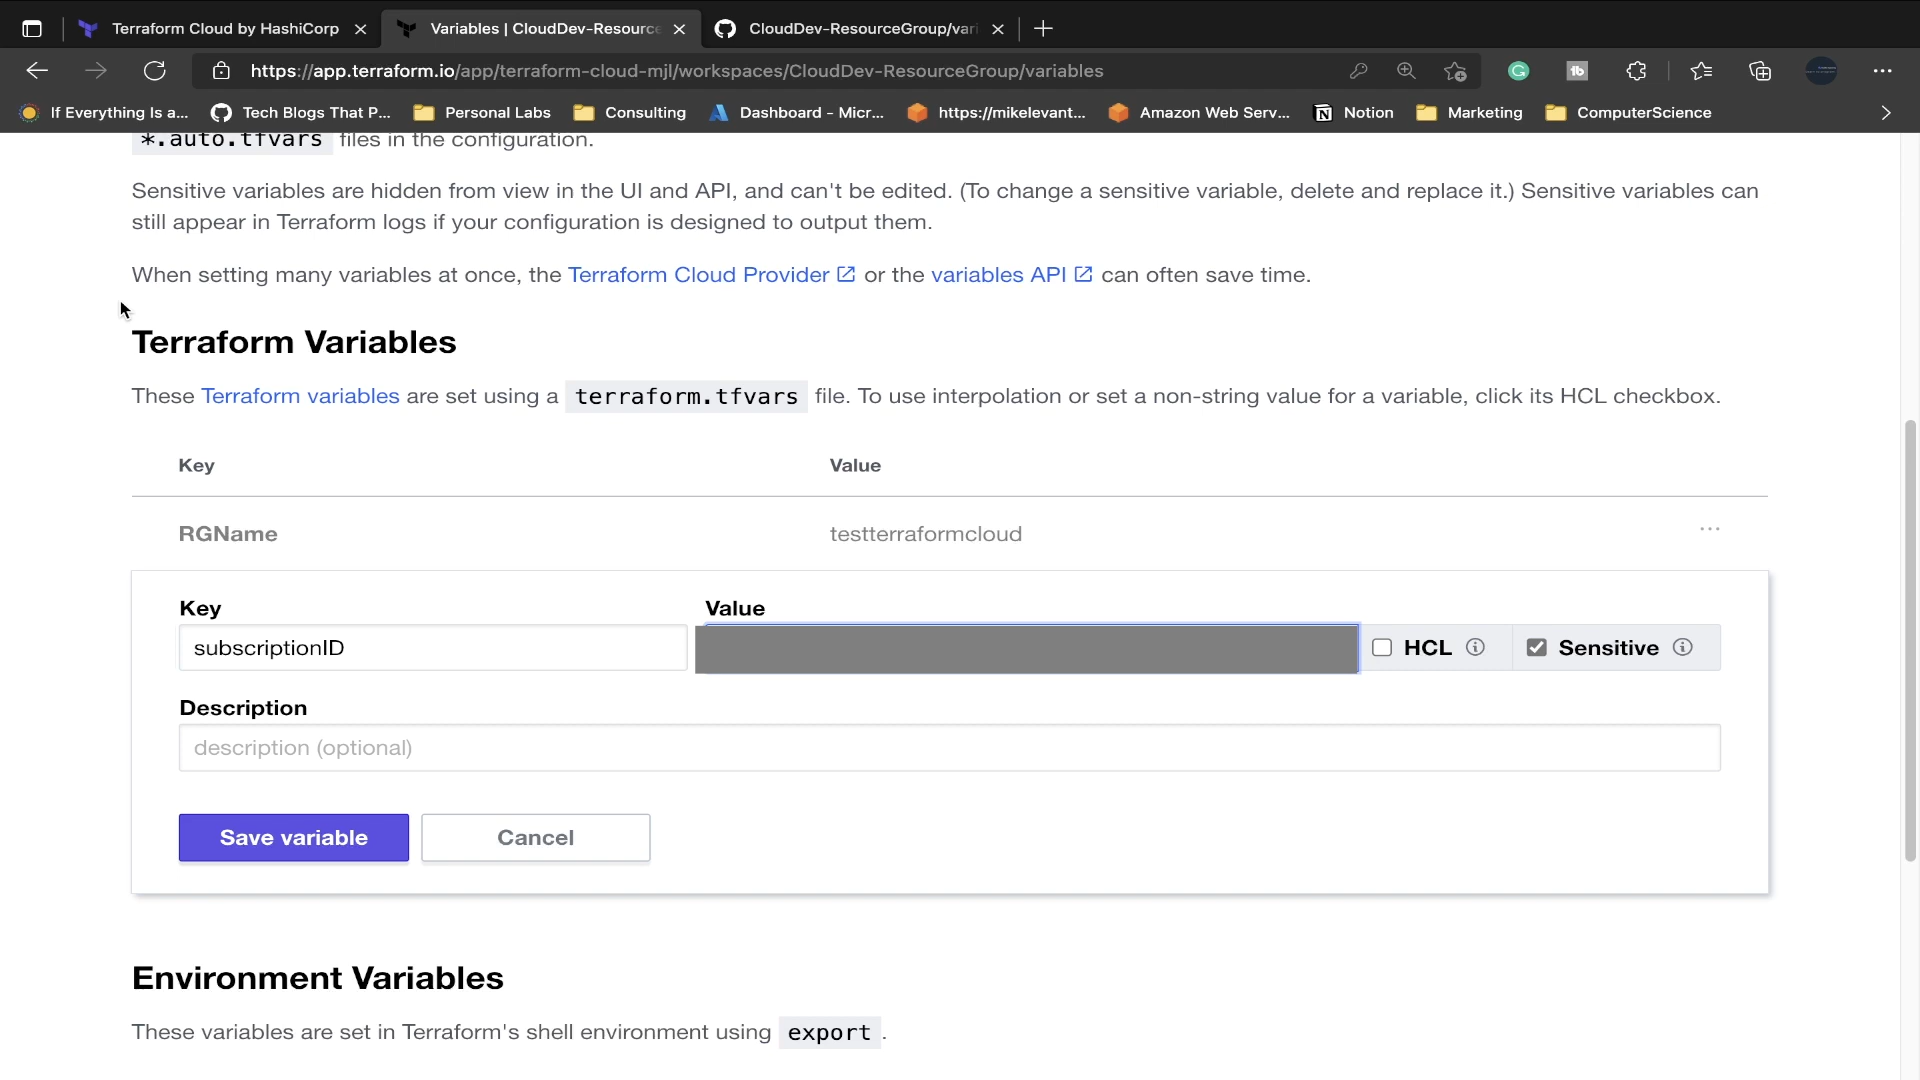 Terraform Cloud by HashiCorp
Variables | CloudDev-Resource
CloudDev-ResourceGroup/vari
https://app.terraform.io/app/terraform-cloud-mjl/workspaces/CloudDev-ResourceGroup/variables
If Everything Is a...
Tech Blogs That P...
Personal Labs
Consulting
Dashboard - Micr...
https://mikelevant...
Amazon Web Serv...
Notion
Marketing
ComputerScience
*.auto.tfvars files in the configuration.
Sensitive variables are hidden from view in the UI and API, and can't be edited. (To change a sensitive variable, delete and replace it.) Sensitive variables can
still appear in Terraform logs if your configuration is designed to output them.
When setting many variables at once, the Terraform Cloud Provider or the variables API can often save time.
Terraform Variables
These Terraform variables are set using a terraform.tfvars file. To use interpolation or set a non-string value for a variable, click its HCL checkbox.
Key Value
RGName testterraformcloud
Key Value
subscriptionID HCL Sensitive
Description
description (optional)
Save variable Cancel
Environment Variables
These variables are set in Terraform's shell environment using export .